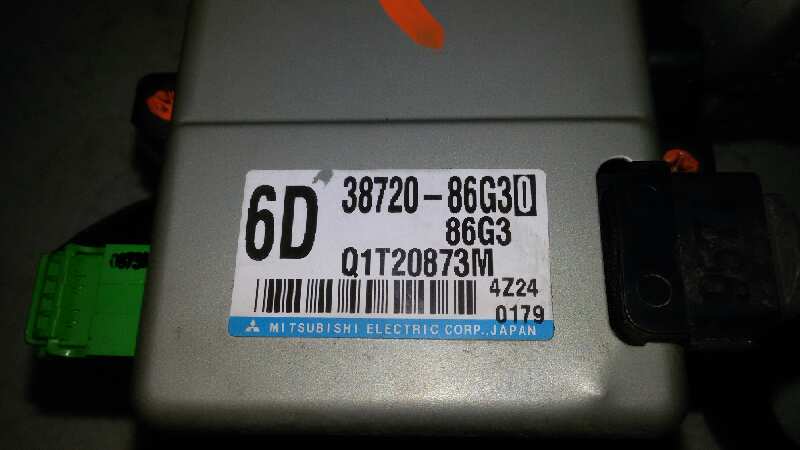 6D
38720-86G30
86G3
Q1T20873M
4Z24
0179
MITSUBISHI ELECTRIC CORP., JAPAN